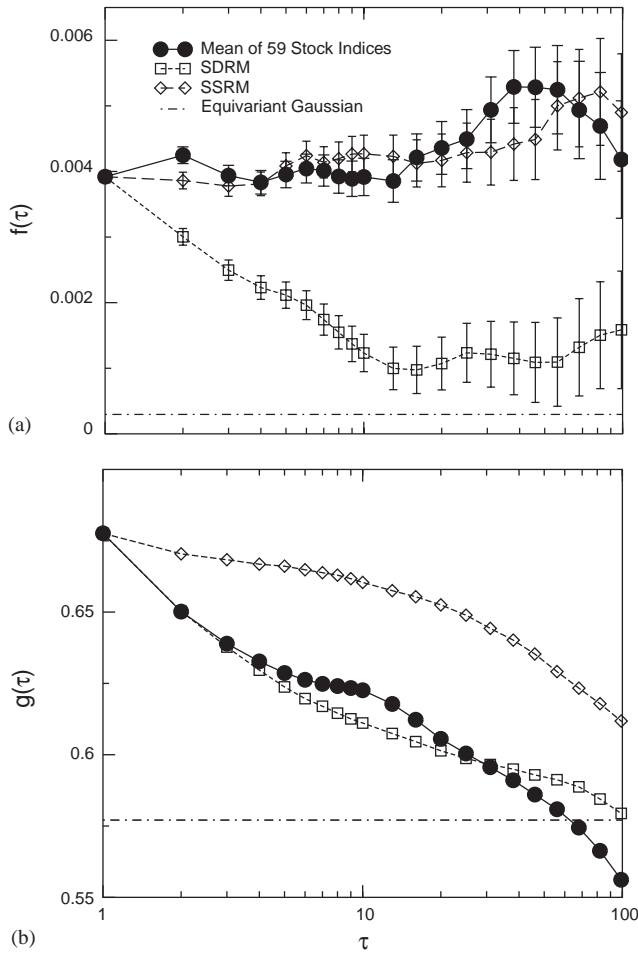 0.006
Mean of 59 Stock Indices
SDRM
SSRM
Equivariant Gaussian
0.004
f(τ)
0.002
0
(a)
0.65
g(τ)
0.6
0.55
1
10
100
τ
(b)